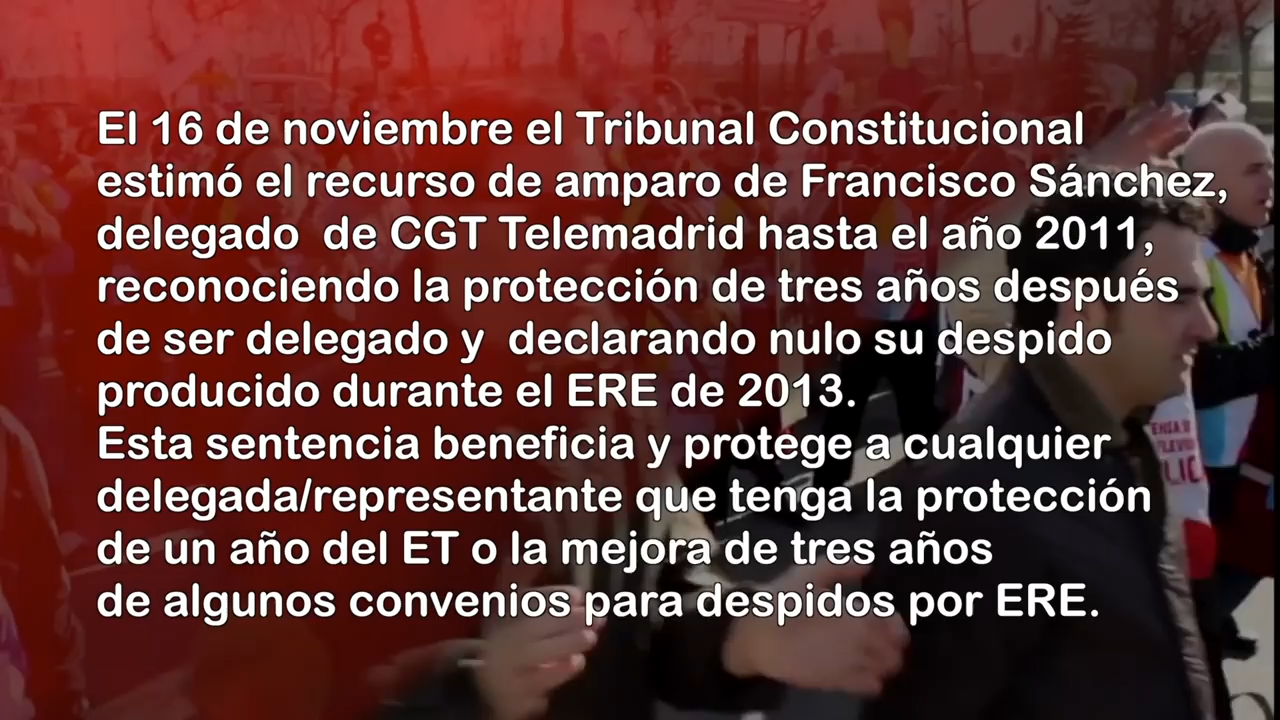 El 16 de noviembre el Tribunal Constitucional
estimó el recurso de amparo de Francisco Sánchez,
delegado  de CGT Telemadrid hasta el año 2011,
reconociendo la protección de tres años después
de ser delegado y  declarando nulo su despido
producido durante el ERE de 2013.
Esta sentencia beneficia y protege a cualquier
delegada/representante que tenga la protección
de un año del ET o la mejora de tres años
de algunos convenios para despidos por ERE.